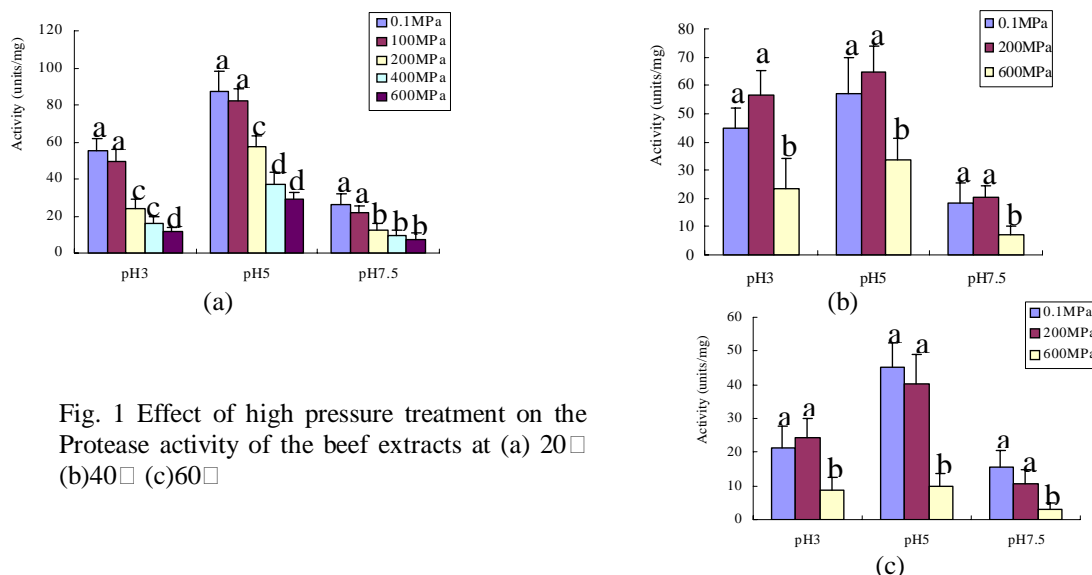 120
100
80
60
40
20
0
Activity (units/mg)
0.1MPa
100MPa
200MPa
400MPa
600MPa
a a c c d
a a c d d
a a b b b
pH3 pH5 pH7.5
(a)
80
70
60
50
40
30
20
10
0
Activity (units/mg)
0.1MPa
200MPa
600MPa
a a b
a a b
a a b
pH3 pH5 pH7.5
(b)
60
50
40
30
20
10
0
Activity (units/mg)
0.1MPa
200MPa
600MPa
a a b
a a b
a a b
pH3 pH5 pH7.5
(c)
Fig. 1 Effect of high pressure treatment on the
Protease activity of the beef extracts at (a) 20□
(b)40□ (c)60□